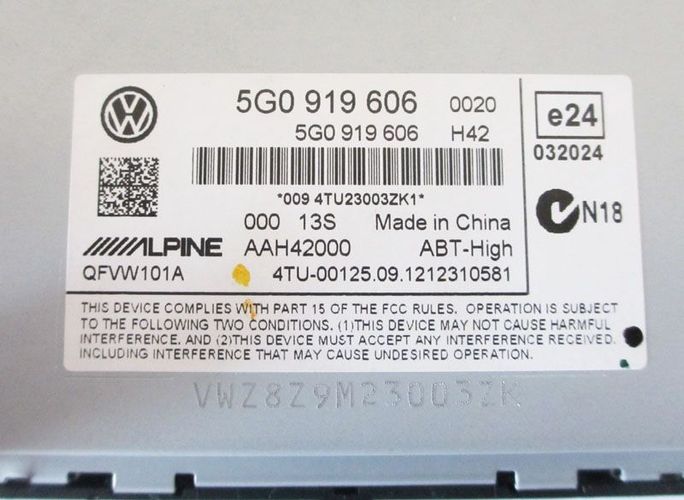 5G0 919 606 0020
5G0 919 606 H42
*009 4TU23003ZK1*
000 13S Made in China
ALPINE AAH42000 ABT-High
QFVW101A 4TU-00125.09.1212310581
e24
032024
N18
THIS DEVICE COMPLIES WITH PART 15 OF THE FCC RULES. OPERATION IS SUBJECT
TO THE FOLLOWING TWO CONDITIONS. (1)THIS DEVICE MAY NOT CAUSE HARMFUL
INTERFERENCE. AND (2)THIS DEVICE MUST ACCEPT ANY INTERFERENCE RECEIVED.
INCLUDING INTERFERENCE THAT MAY CAUSE UNDESIRED OPERATION.
VWZ8Z9M23003ZK